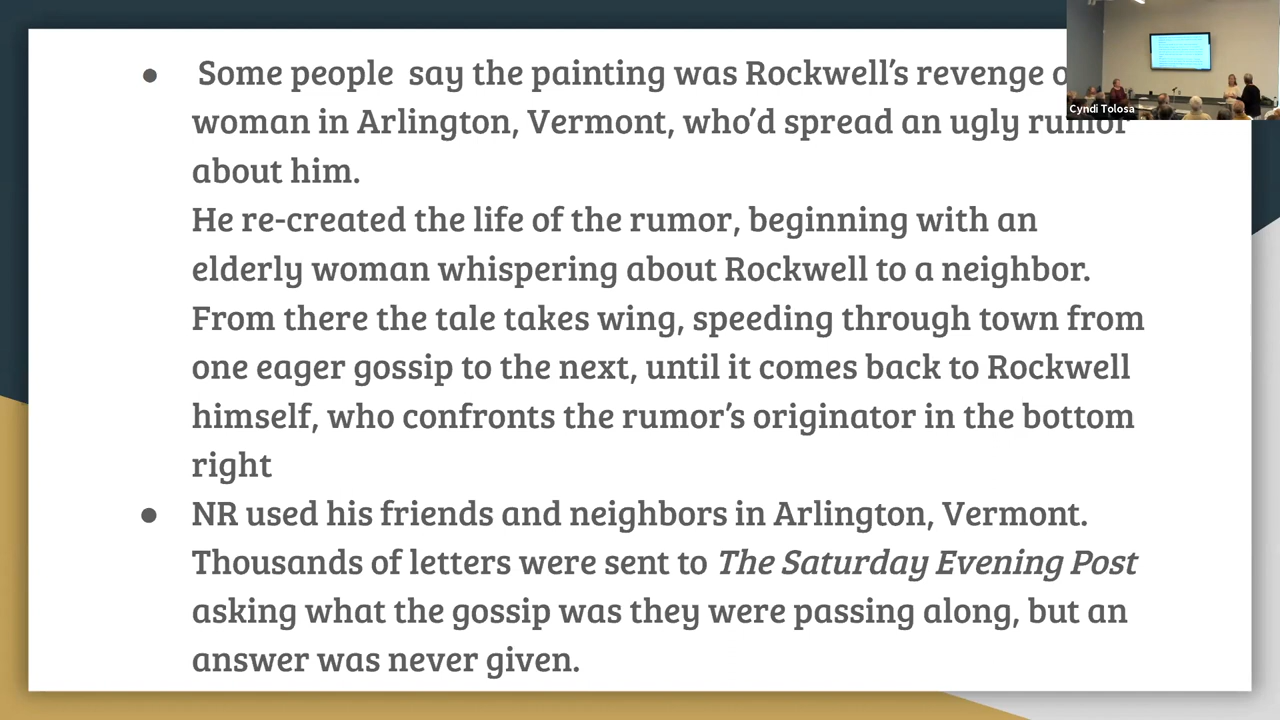 ● Some people say the painting was Rockwell's revenge
woman in Arlington, Vermont, who'd spread an ugly rumor
about him.
He re-created the life of the rumor, beginning with an
elderly woman whispering about Rockwell to a neighbor.
From there the tale takes wing, speeding through town from
one eager gossip to the next, until it comes back to Rockwell
himself, who confronts the rumor's originator in the bottom
right
● NR used his friends and neighbors in Arlington, Vermont.
Thousands of letters were sent to The Saturday Evening Post
asking what the gossip was they were passing along, but an
answer was never given.
Cyndi Tolosa